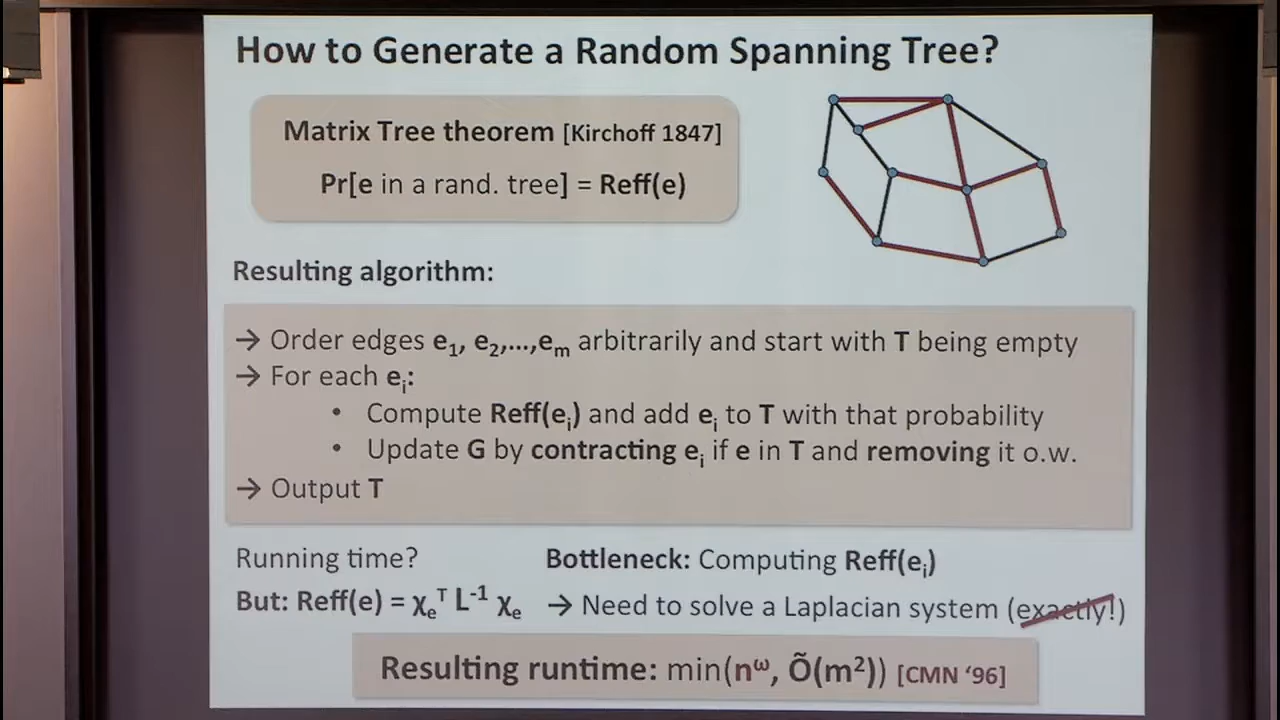 How to Generate a Random Spanning Tree?
Matrix Tree theorem [Kirchoff 1847]
Pr[e in a rand. tree] = Reff(e)
Resulting algorithm:
→ Order edges e₁, e₂,...,eₘ arbitrarily and start with T being empty
→ For each eᵢ:
• Compute Reff(eᵢ) and add eᵢ to T with that probability
• Update G by contracting eᵢ if e in T and removing it o.w.
→ Output T
Running time? Bottleneck: Computing Reff(eᵢ)
But: Reff(e) = χₑᵀ L⁻¹ χₑ → Need to solve a Laplacian system (exactly!)
Resulting runtime: min(nᵚ, Õ(m²)) [CMN ‘96]